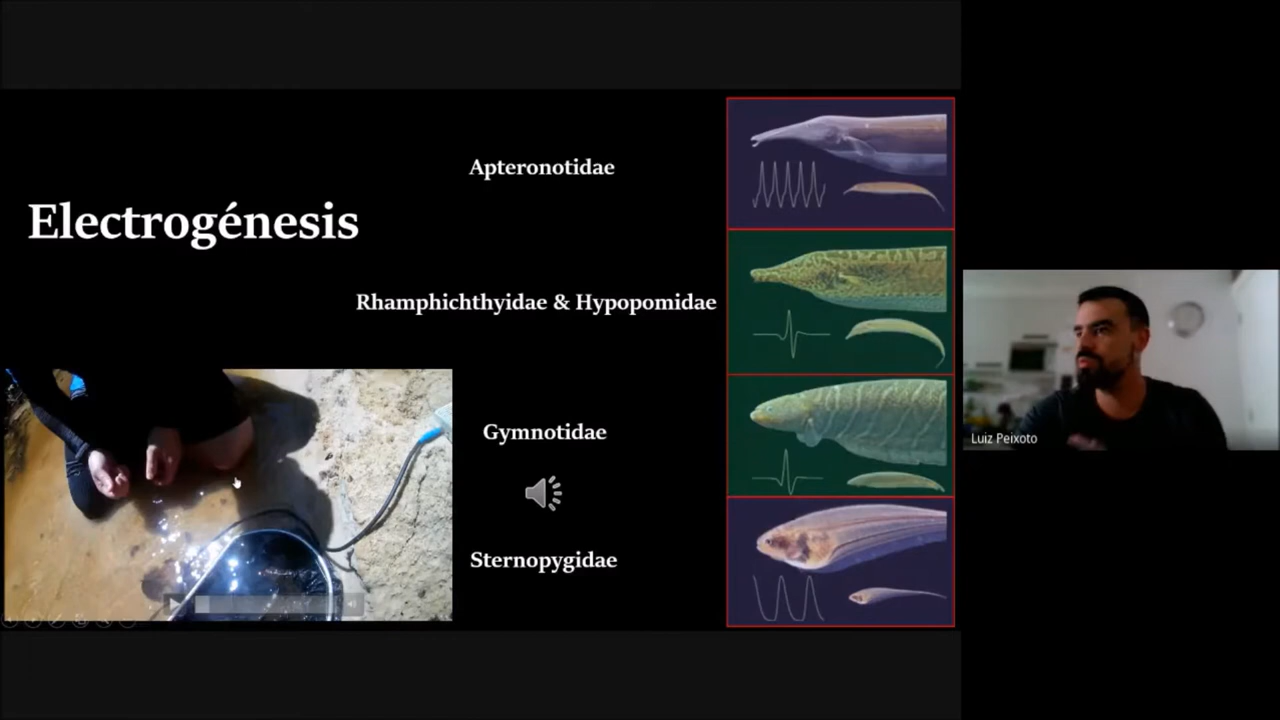 Apteronotidae
Electrogénesis
Rhamphichthyidae & Hypopomidae
Gymnotidae
Sternopygidae
Luiz Peixoto